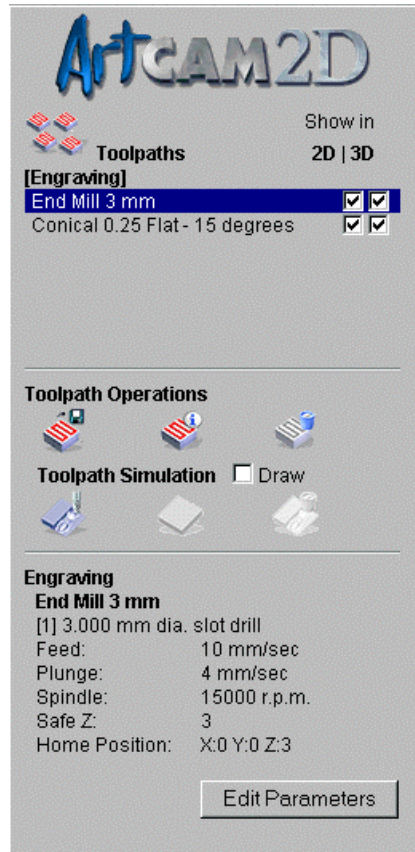 ArtCAM2D
Show in
Toolpaths 2D | 3D
[Engraving]
End Mill 3 mm
Conical 0.25 Flat - 15 degrees
Toolpath Operations
Toolpath Simulation Draw
Engraving
End Mill 3 mm
[1] 3.000 mm dia. slot drill
Feed: 10 mm/sec
Plunge: 4 mm/sec
Spindle: 15000 r.p.m.
Safe Z: 3
Home Position: X:0 Y:0 Z:3
Edit Parameters